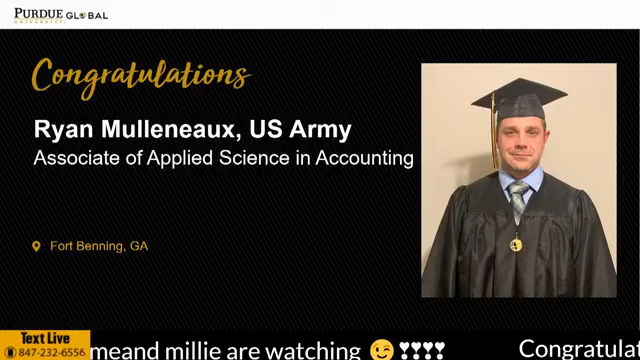 PURDUE GLOBAL
UNIVERSITY
Congratulations
Ryan Mulleneaux, US Army
Associate of Applied Science in Accounting
Fort Benning, GA
Text Live
847-232-6556
meand millie are watching 😉 ❣❣❣❣ Congratulat